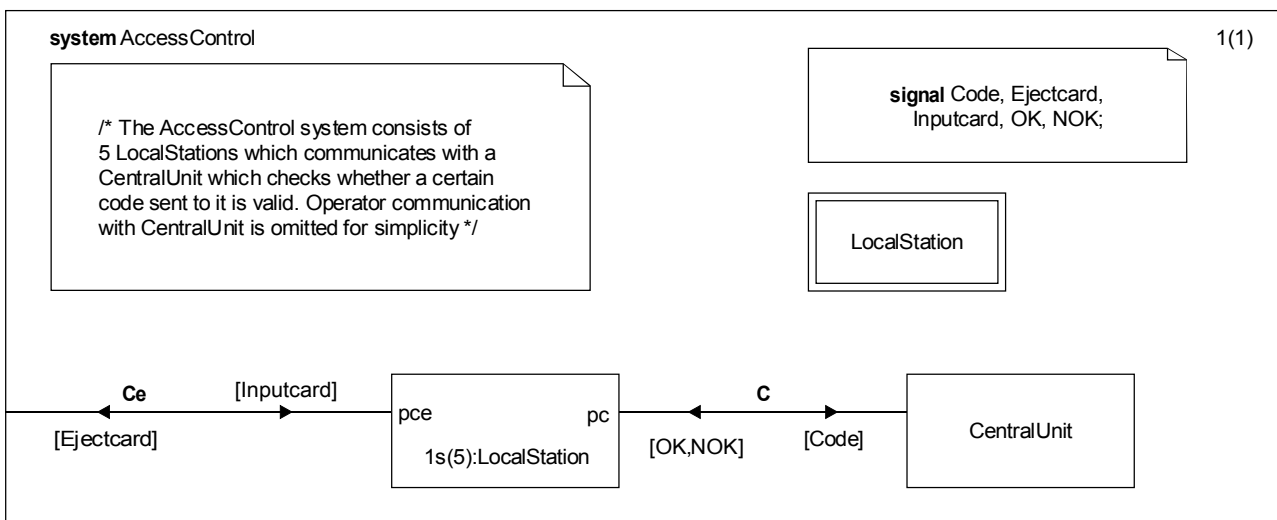 system AccessControl
1(1)
/* The AccessControl system consists of
5 LocalStations which communicates with a
CentralUnit which checks whether a certain
code sent to it is valid. Operator communication
with CentralUnit is omitted for simplicity */
signal Code, Ejectcard,
Inputcard, OK, NOK;
LocalStation
Ce
[Inputcard]
[Ejectcard]
pce
pc
1s(5):LocalStation
C
[OK,NOK]
[Code]
CentralUnit